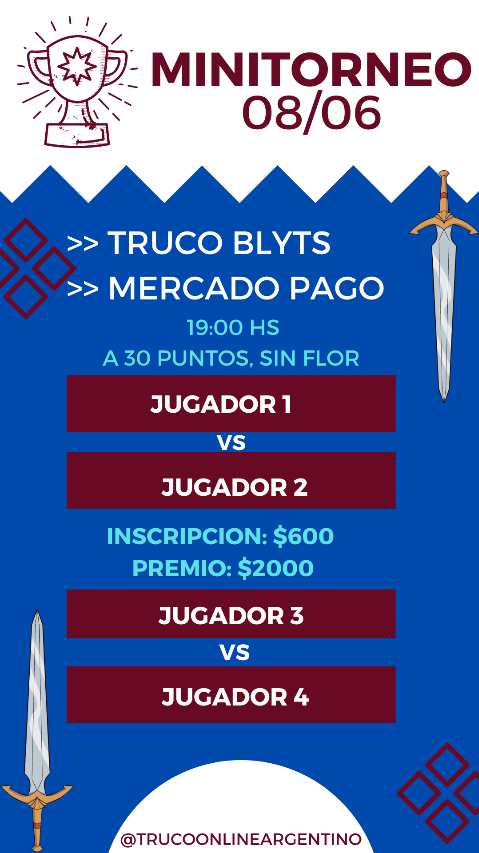 MINITORNEO
08/06
>> TRUCO BLYTS
>> MERCADO PAGO
19:00 HS
A 30 PUNTOS, SIN FLOR
JUGADOR 1
VS
JUGADOR 2
INSCRIPCION: $600
PREMIO: $2000
JUGADOR 3
VS
JUGADOR 4
@TRUCOONLINEARGENTINO